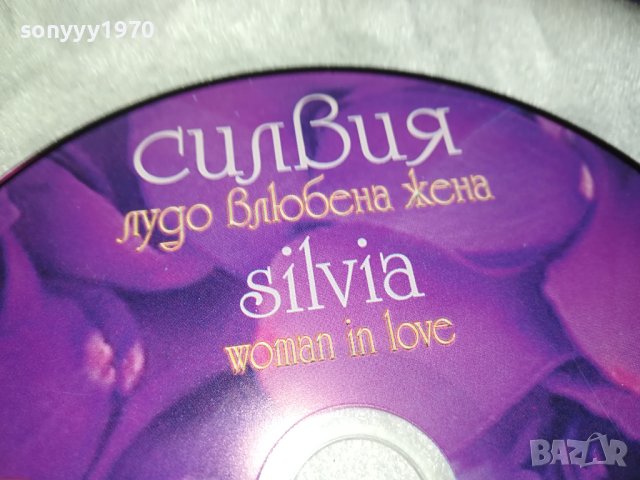 sonyyy1970
силвия
лудо влюбена жена
silvia
woman in love
BAZAR